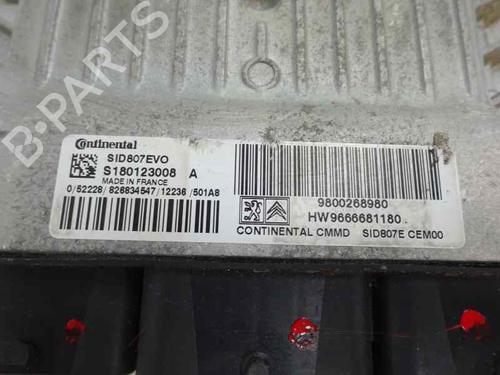 B-PARTS
Continental
SID807EVO
S180123008 A
MADE IN FRANCE
0/52228/826834547/12236/501A8
9800268980
HW9666681180
CONTINENTAL CMMD SID807E CEM00